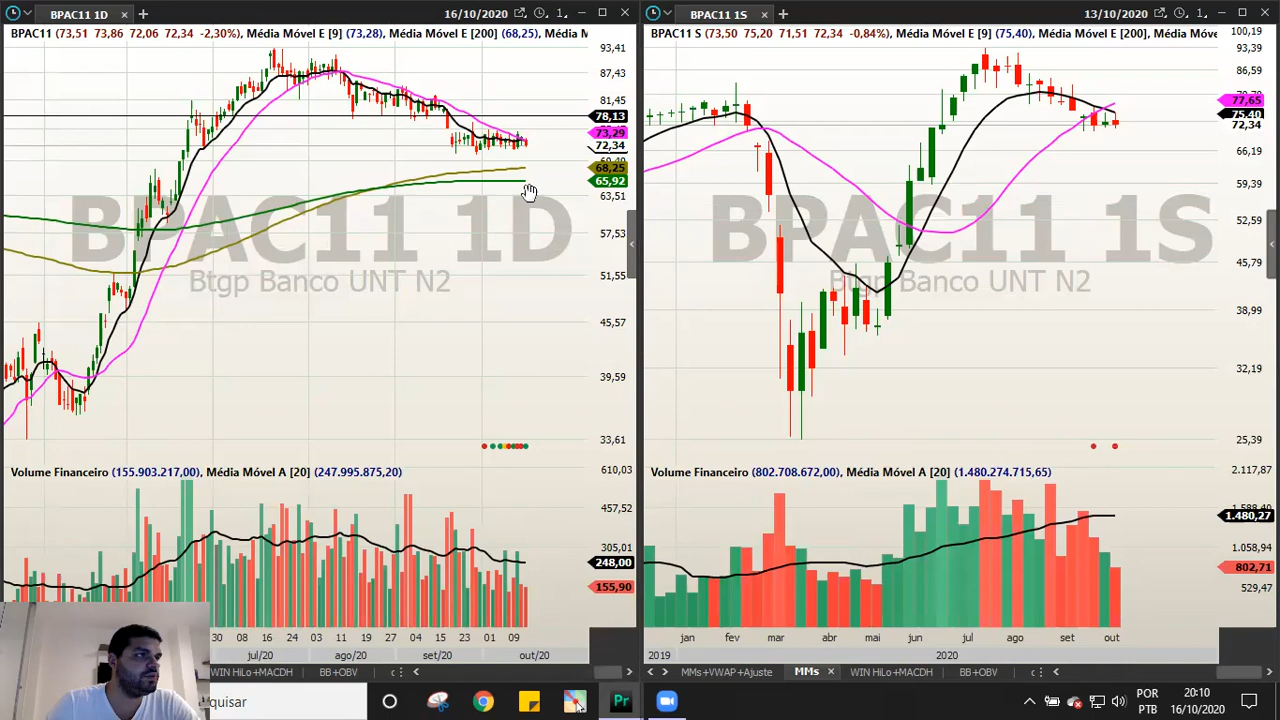 BPAC11 1D
16/10/2020
1
BPAC11 (73,51 73,86 72,06 72,34 -2,30%), Média Móvel E [9] (73,28), Média Móvel E [200] (68,25), Média M
93,41
87,43
81,45
78,13
73,29
72,34
68,25
65,92
63,51
57,53
51,55
45,57
39,59
33,61
BPAC11 1D
Btgp Banco UNT N2
Volume Financeiro (155.903.217,00), Média Móvel A [20] (247.995.875,20)
610,03
457,52
305,01
248,00
155,90
30 08 16 24 03 11 19 27 04 15 23 01 09
jul/20 ago/20 set/20 out/20
WIN HiLo+MACDH BB+OBV
BPAC11 1S
13/10/2020
1
BPAC11 S (73,50 75,20 71,51 72,34 -0,84%), Média Móvel E [9] (75,40), Média Móvel E [200], Média Móvel
100,19
93,39
86,59
77,65
75,40
72,34
66,19
59,39
52,59
45,79
38,99
32,19
25,39
BPAC11 1S
Btgp Banco UNT N2
Volume Financeiro (802.708.672,00), Média Móvel A [20] (1.480.274.715,65)
2.117,87
1.588,40
1.480,27
1.058,94
802,71
529,47
jan fev mar abr mai jun jul ago set out
2019 2020
MMs+VWAP+Ajuste MMs WIN HiLo+MACDH BB+OBV
quisar
Pr
POR
PTB
20:10
16/10/2020